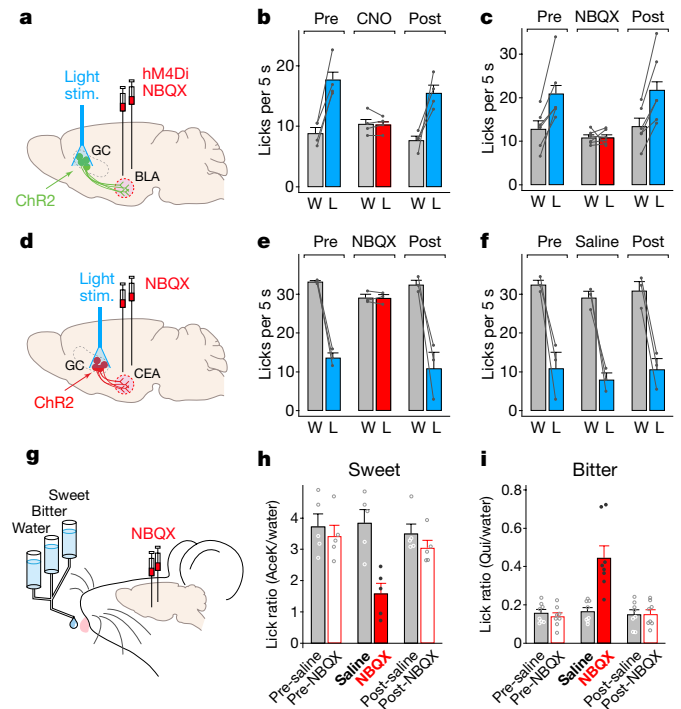 a
Light
stim.
hM4Di
NBQX
GC
BLA
ChR2
b
Pre CNO Post
Licks per 5 s
20
10
0
W L W L W L
c
Pre NBQX Post
Licks per 5 s
30
20
10
0
W L W L W L
d
Light
stim.
NBQX
GC
CEA
ChR2
e
Pre NBQX Post
Licks per 5 s
30
20
10
0
W L W L W L
f
Pre Saline Post
Licks per 5 s
30
20
10
0
W L W L W L
g
Sweet
Bitter
Water
NBQX
h
Sweet
Lick ratio (AceK/water)
4
3
2
1
0
Pre-saline
Pre-NBQX
Saline
NBQX
Post-saline
Post-NBQX
i
Bitter
Lick ratio (Qui/water)
0.8
0.6
0.4
0.2
0
Pre-saline
Pre-NBQX
Saline
NBQX
Post-saline
Post-NBQX